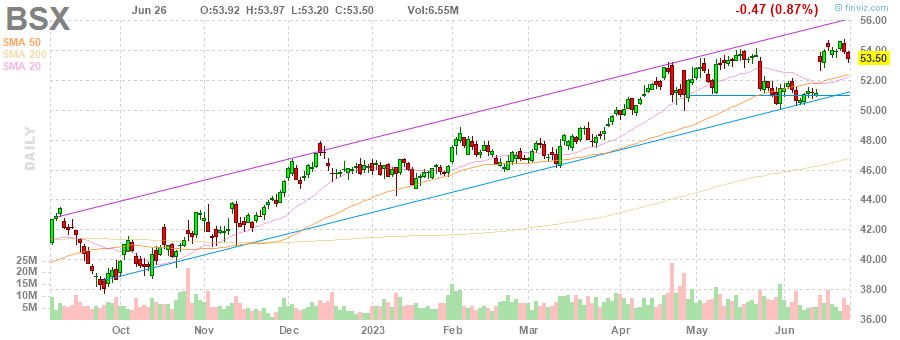 BSX Jun 26 O:53.92 H:53.97 L:53.20 C:53.50 Vol:6.55M -0.47 (0.87%) © finviz.com
SMA 50
SMA 200
SMA 20
DAILY
56.00
54.00
53.50
52.00
50.00
48.00
46.00
44.00
42.00
40.00
38.00
36.00
25M
20M
15M
10M
5M
Oct Nov Dec 2023 Feb Mar Apr May Jun